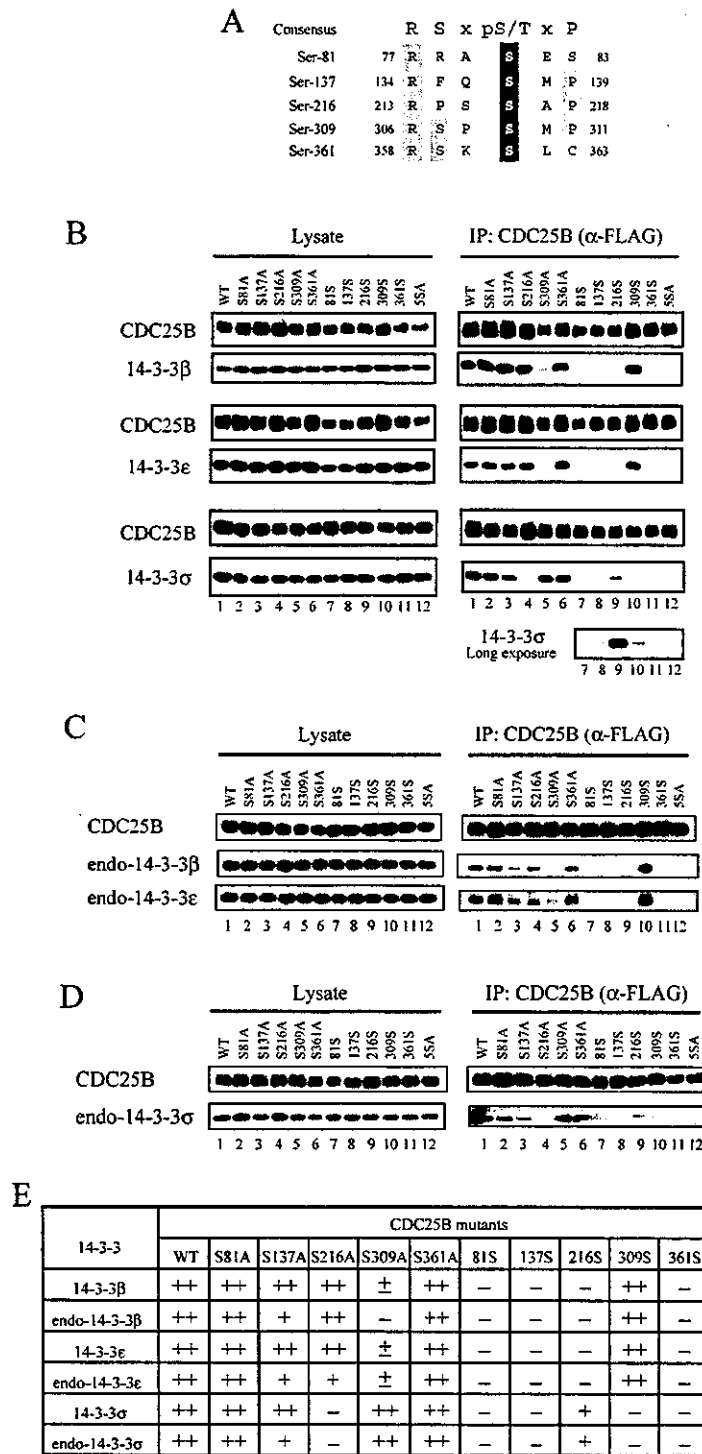 A
Consensus R S x pS/T x P
Ser-81 77 R R A S E S 83
Ser-137 134 R F Q S M P 139
Ser-216 213 R P S S A P 218
Ser-309 306 R S P S M P 311
Ser-361 358 R S K S L C 363
B
Lysate IP: CDC25B (α-FLAG)
WT S81A S137A S216A S309A S361A 81S 137S 216S 309S 361S 5SA WT S81A S137A S216A S309A S361A 81S 137S 216S 309S 361S 5SA
CDC25B
14-3-3β
CDC25B
14-3-3ε
CDC25B
14-3-3σ
1 2 3 4 5 6 7 8 9 10 11 12 1 2 3 4 5 6 7 8 9 10 11 12
14-3-3σ
Long exposure
7 8 9 10 11 12
C
Lysate IP: CDC25B (α-FLAG)
WT S81A S137A S216A S309A S361A 81S 137S 216S 309S 361S 5SA WT S81A S137A S216A S309A S361A 81S 137S 216S 309S 361S 5SA
CDC25B
endo-14-3-3β
endo-14-3-3ε
1 2 3 4 5 6 7 8 9 10 11 12 1 2 3 4 5 6 7 8 9 10 11 12
D
Lysate IP: CDC25B (α-FLAG)
WT S81A S137A S216A S309A S361A 81S 137S 216S 309S 361S 5SA WT S81A S137A S216A S309A S361A 81S 137S 216S 309S 361S 5SA
CDC25B
endo-14-3-3σ
1 2 3 4 5 6 7 8 9 10 11 12 1 2 3 4 5 6 7 8 9 10 11 12
E
14-3-3 CDC25B mutants
WT S81A S137A S216A S309A S361A 81S 137S 216S 309S 361S
14-3-3β ++ ++ ++ ++ ± ++ − − − ++ −
endo-14-3-3β ++ ++ + + − ++ − − − ++ −
14-3-3ε ++ ++ ++ ++ ± ++ − − − ++ −
endo-14-3-3ε ++ ++ + + ± ++ − − − ++ −
14-3-3σ ++ ++ ++ − ++ ++ − − + − −
endo-14-3-3σ ++ ++ + − ++ ++ − − + − −